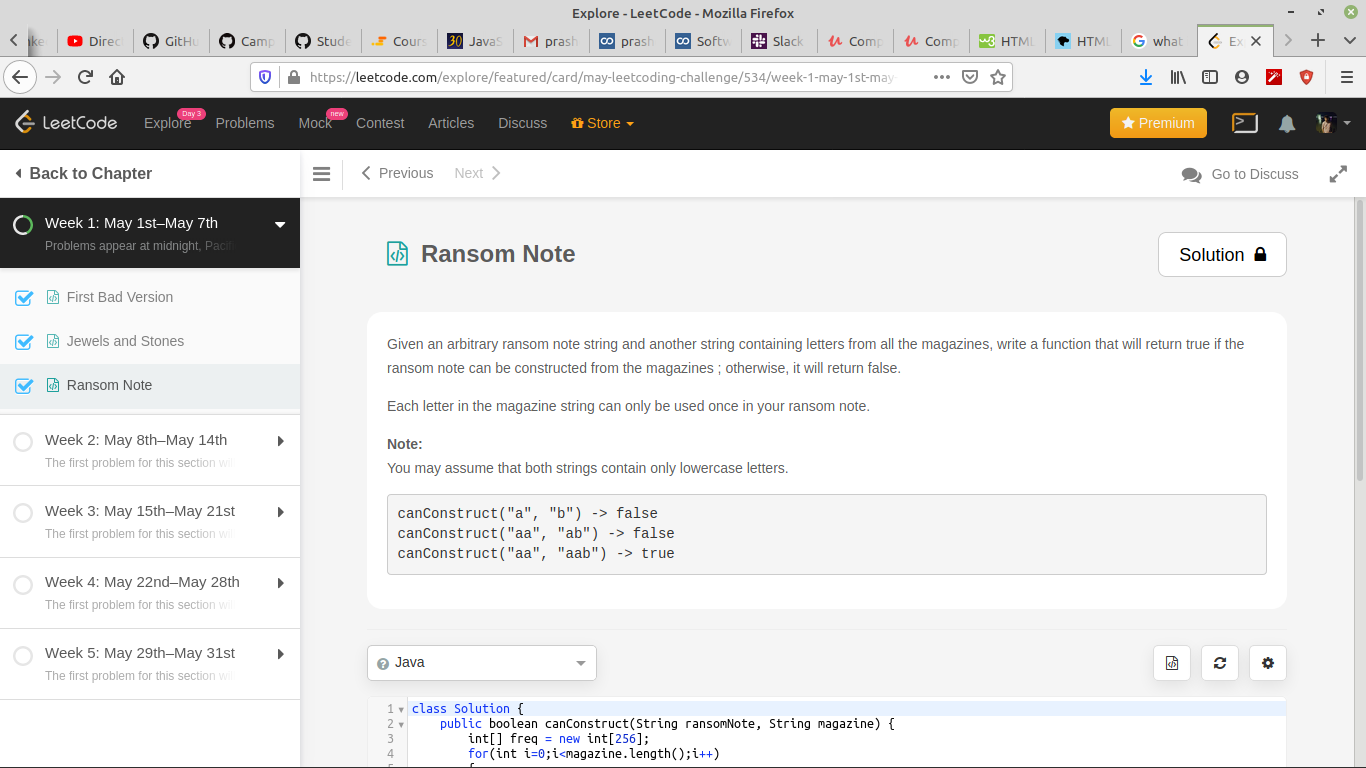 Explore - LeetCode - Mozilla Firefox
Direc
GitHu
Camp
Stude
Cours
30 JavaS
prash
prash
Softw
Slack
Comp
Comp
HTML
HTML
what
Ex
https://leetcode.com/explore/featured/card/may-leetcoding-challenge/534/week-1-may-1st-may
LeetCode
Explore
Day 3
Problems
Mock
new
Contest
Articles
Discuss
Store
Premium
Back to Chapter
Previous
Next
Go to Discuss
Week 1: May 1st–May 7th
Problems appear at midnight, Pacif
First Bad Version
Jewels and Stones
Ransom Note
Week 2: May 8th–May 14th
The first problem for this section wi
Week 3: May 15th–May 21st
The first problem for this section wi
Week 4: May 22nd–May 28th
The first problem for this section wi
Week 5: May 29th–May 31st
The first problem for this section wi
Ransom Note
Solution
Given an arbitrary ransom note string and another string containing letters from all the magazines, write a function that will return true if the
ransom note can be constructed from the magazines ; otherwise, it will return false.
Each letter in the magazine string can only be used once in your ransom note.
Note:
You may assume that both strings contain only lowercase letters.
canConstruct("a", "b") -> false
canConstruct("aa", "ab") -> false
canConstruct("aa", "aab") -> true
Java
1 class Solution {
2 public boolean canConstruct(String ransomNote, String magazine) {
3 int[] freq = new int[256];
4 for(int i=0;i<magazine.length();i++)